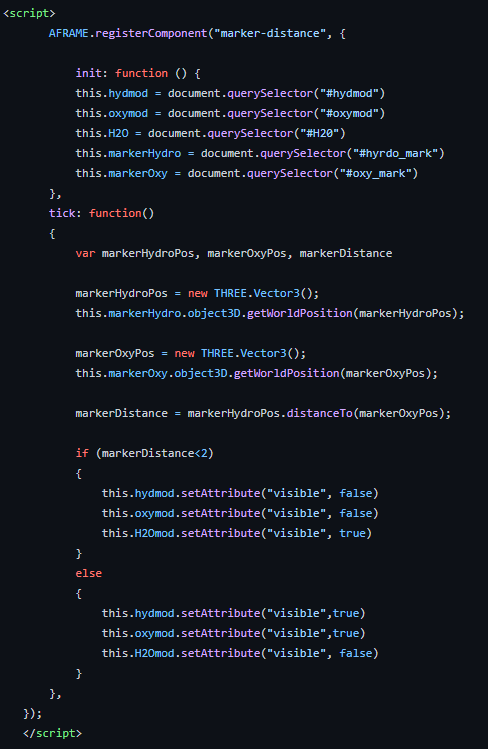 <script>
AFRAME.registerComponent("marker-distance", {
init: function () {
this.hydmod = document.querySelector("#hydmod")
this.oxymod = document.querySelector("#oxymod")
this.H2O = document.querySelector("#H20")
this.markerHydro = document.querySelector("#hyrdo_mark")
this.markerOxy = document.querySelector("#oxy_mark")
},
tick: function()
{
var markerHydroPos, markerOxyPos, markerDistance
markerHydroPos = new THREE.Vector3();
this.markerHydro.object3D.getWorldPosition(markerHydroPos);
markerOxyPos = new THREE.Vector3();
this.markerOxy.object3D.getWorldPosition(markerOxyPos);
markerDistance = markerHydroPos.distanceTo(markerOxyPos);
if (markerDistance<2)
{
this.hydmod.setAttribute("visible", false)
this.oxymod.setAttribute("visible", false)
this.H2Omod.setAttribute("visible", true)
}
else
{
this.hydmod.setAttribute("visible",true)
this.oxymod.setAttribute("visible",true)
this.H2Omod.setAttribute("visible", false)
}
},
});
</script>